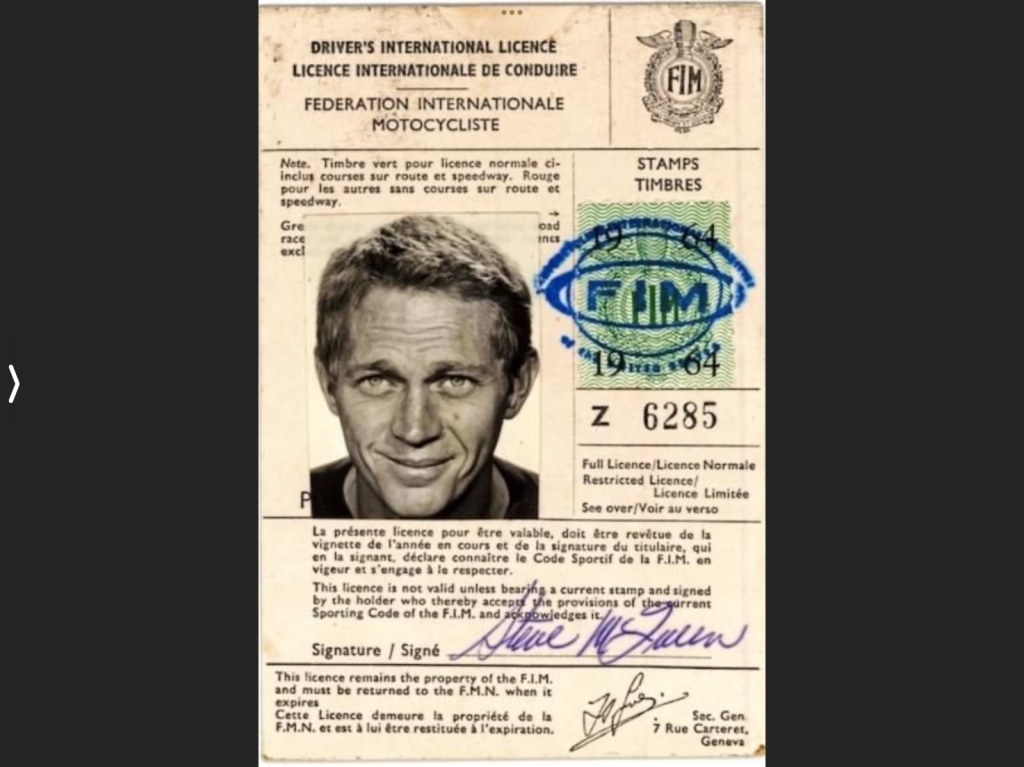 DRIVER'S INTERNATIONAL LICENCE
LICENCE INTERNATIONALE DE CONDUIRE
FEDERATION INTERNATIONALE
MOTOCYCLISTE
FIM
Note. Timbre vert pour licence normale ci-
inclus courses sur route et speedway. Rouge
pour les autres sans courses sur route et
speedway.
STAMPS
TIMBRES
19 64
FIM
19 64
Z 6285
Full Licence/Licence Normale
Restricted Licence/
Licence Limitée
See over/Voir au verso
La présente licence pour être valable, doit être revêtue de la
vignette de l'année en cours et de la signature du titulaire, qui
en la signant, déclare connaître le Code Sportif de la F.I.M. en
vigeur et s'engage à le respecter.
This licence is not valid unless bearing a current stamp and signed
by the holder who thereby accepts the provisions of the current
Sporting Code of the F.I.M. and acknowledges it.
Signature / Signé Steve McQueen
This licence remains the property of the F.I.M.
and must be returned to the F.M.N. when it
expires
Cette Licence demeure la propriété de la
F.M.N. et est à lui être restituée à l'expiration.
Sec. Gen.
7 Rue Carteret,
Geneva